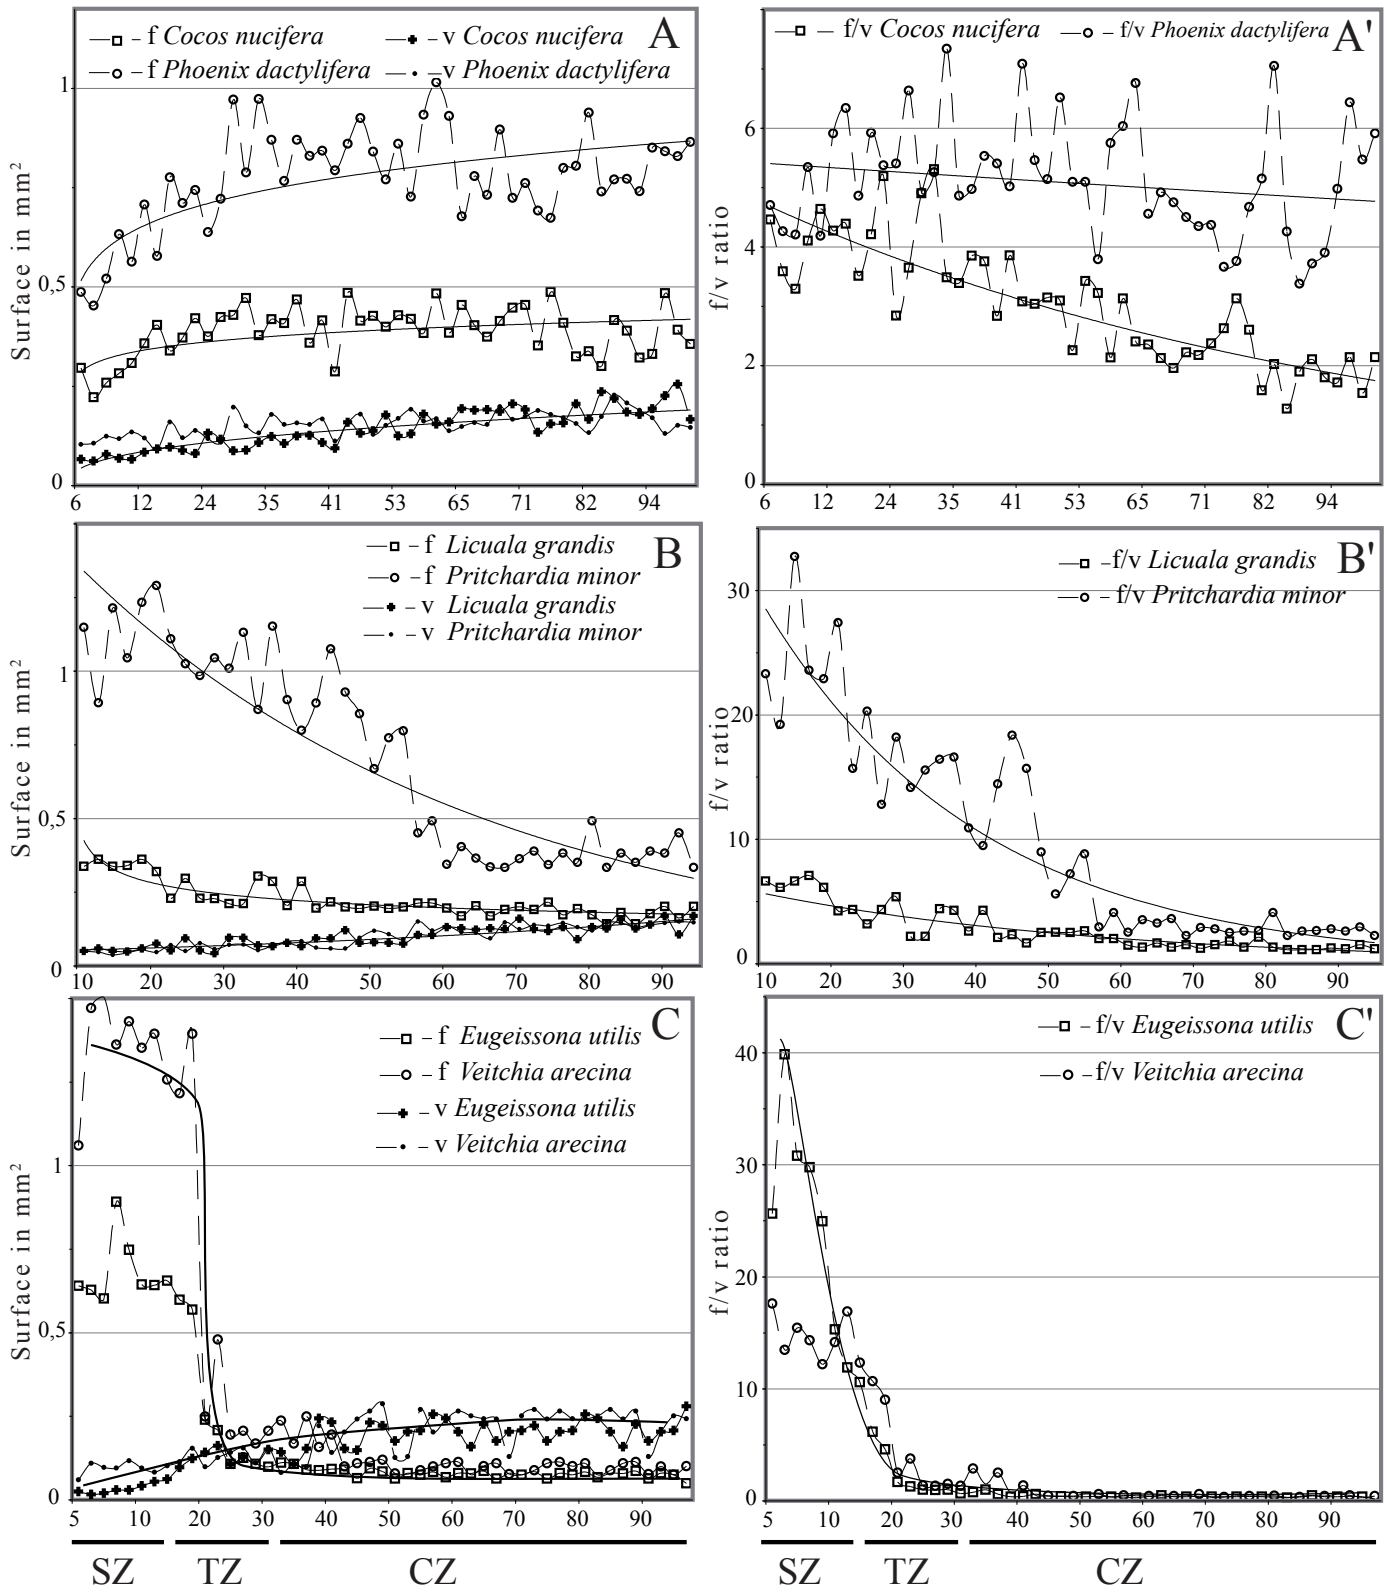 A
f Cocos nucifera
v Cocos nucifera
f Phoenix dactylifera
v Phoenix dactylifera
Surface in mm²
1
0,5
0
6 12 24 35 41 53 65 71 82 94
A'
f/v Cocos nucifera
f/v Phoenix dactylifera
f/v ratio
6
4
2
0
6 12 24 35 41 53 65 71 82 94
B
f Licuala grandis
f Pritchardia minor
v Licuala grandis
v Pritchardia minor
Surface in mm²
1
0,5
0
10 20 30 40 50 60 70 80 90
B'
f/v Licuala grandis
f/v Pritchardia minor
f/v ratio
30
20
10
0
10 20 30 40 50 60 70 80 90
C
f Eugeissona utilis
f Veitchia arecina
v Eugeissona utilis
v Veitchia arecina
Surface in mm²
1
0,5
0
5 10 20 30 40 50 60 70 80 90
SZ TZ CZ
C'
f/v Eugeissona utilis
f/v Veitchia arecina
f/v ratio
40
30
20
10
0
5 10 20 30 40 50 60 70 80 90
SZ TZ CZ